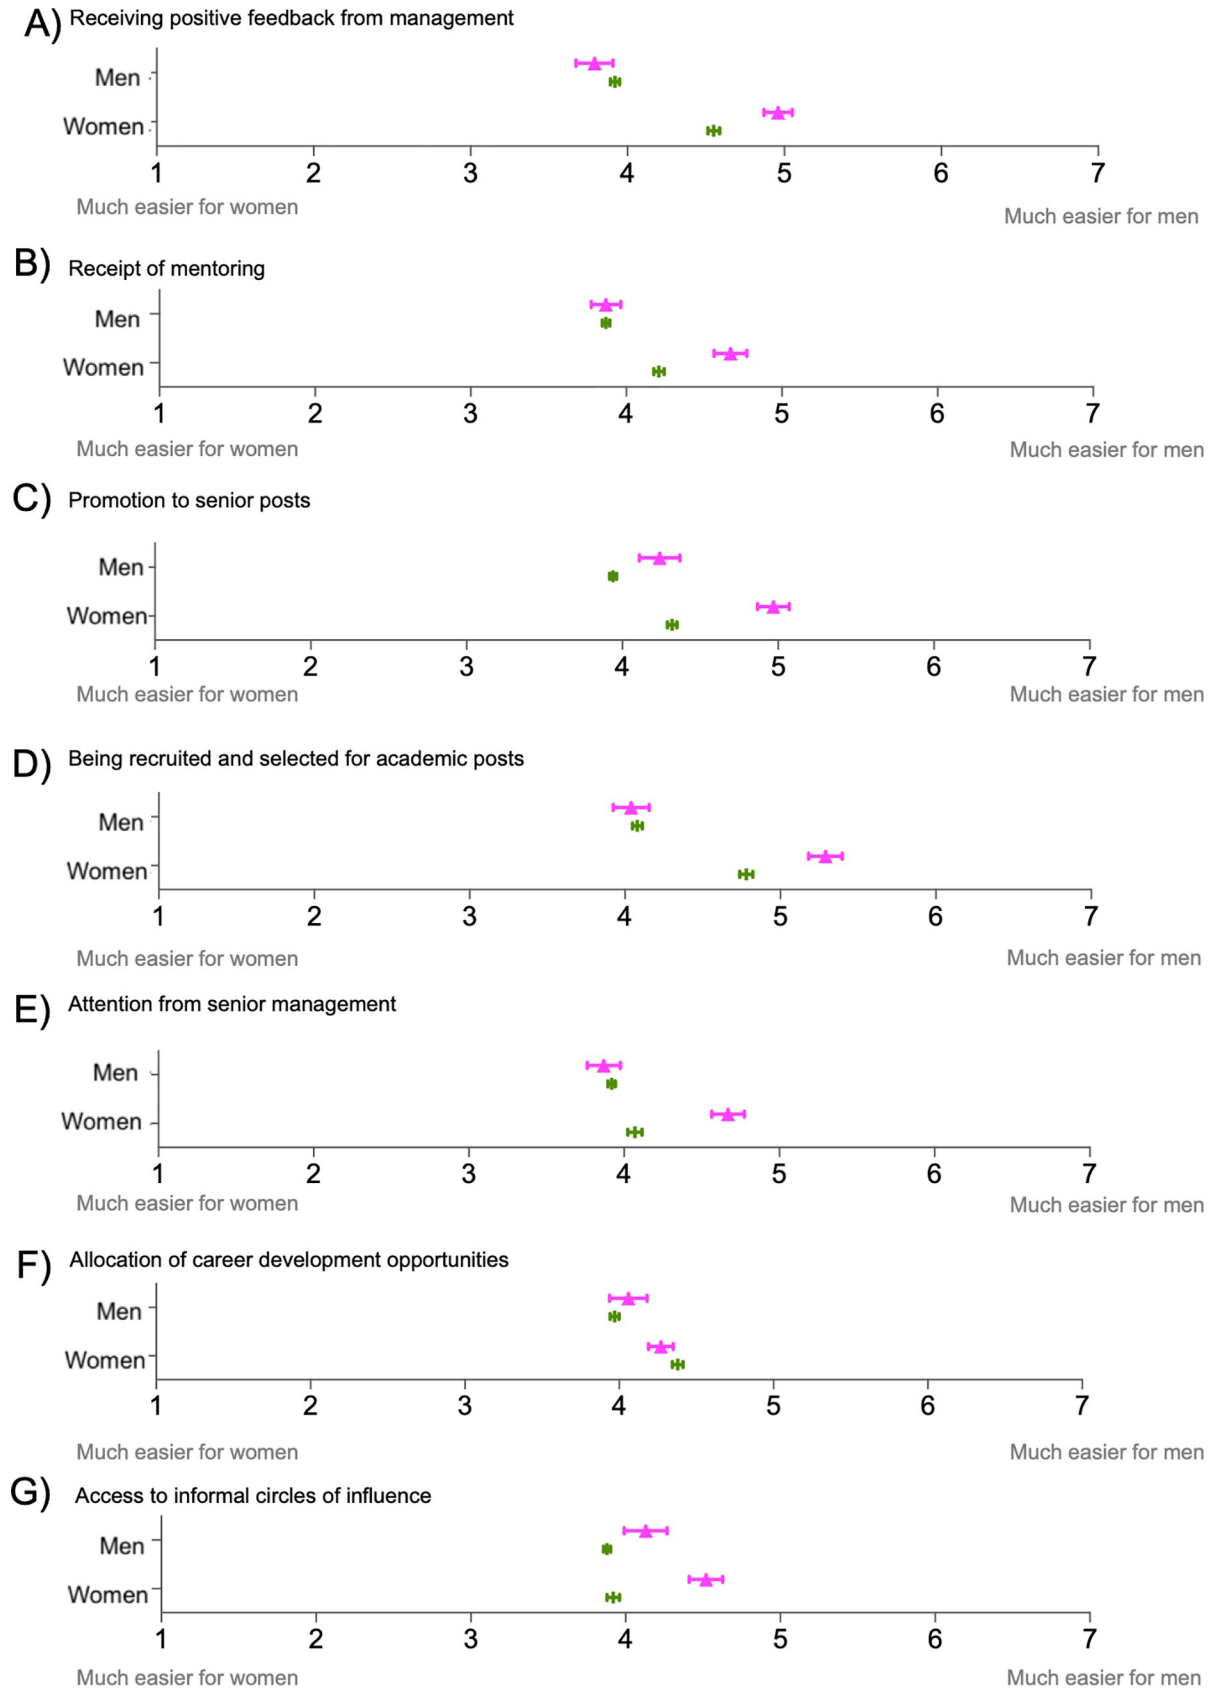 A) Receiving positive feedback from management
Men
Women
1 2 3 4 5 6 7
Much easier for women Much easier for men
B) Receipt of mentoring
Men
Women
1 2 3 4 5 6 7
Much easier for women Much easier for men
C) Promotion to senior posts
Men
Women
1 2 3 4 5 6 7
Much easier for women Much easier for men
D) Being recruited and selected for academic posts
Men
Women
1 2 3 4 5 6 7
Much easier for women Much easier for men
E) Attention from senior management
Men
Women
1 2 3 4 5 6 7
Much easier for women Much easier for men
F) Allocation of career development opportunities
Men
Women
1 2 3 4 5 6 7
Much easier for women Much easier for men
G) Access to informal circles of influence
Men
Women
1 2 3 4 5 6 7
Much easier for women Much easier for men